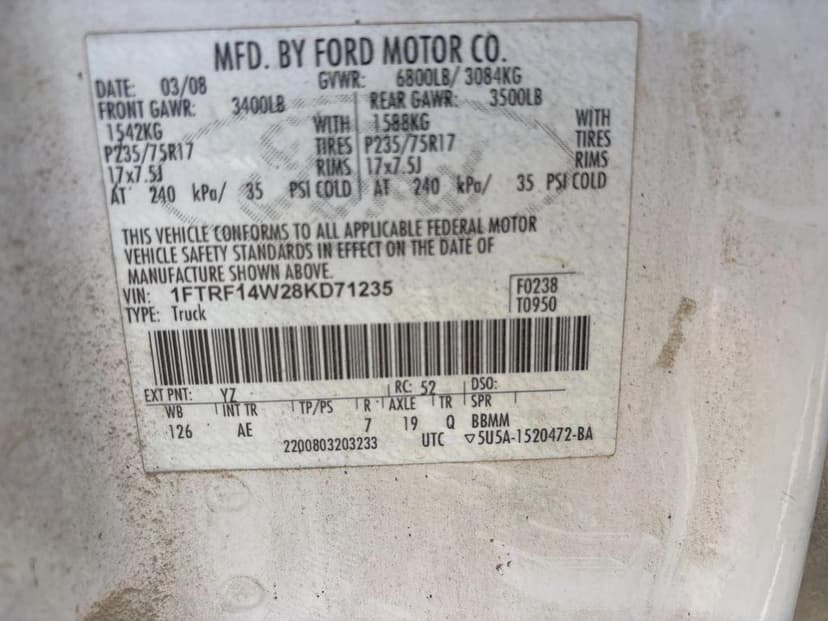 MFD. BY FORD MOTOR CO.
DATE: 03/08 GVWR: 6800LB/ 3084KG
FRONT GAWR: 3400LB REAR GAWR: 3500LB
1542KG WITH 1588KG WITH
P235/75R17 TIRES P235/75R17 TIRES
17x7.5J RIMS 17x7.5J RIMS
AT 240 kPa/ 35 PSI COLD AT 240 kPa/ 35 PSI COLD
THIS VEHICLE CONFORMS TO ALL APPLICABLE FEDERAL MOTOR
VEHICLE SAFETY STANDARDS IN EFFECT ON THE DATE OF
MANUFACTURE SHOWN ABOVE.
VIN: 1FTRF14W28KD71235 F0238
TYPE: Truck T0950
EXT PNT: YZ RC: 52 DSO:
WB INT TR TP/PS R AXLE TR SPR
126 AE 7 19 Q BBMM
2200803203233 UTC ▽5U5A-1520472-BA